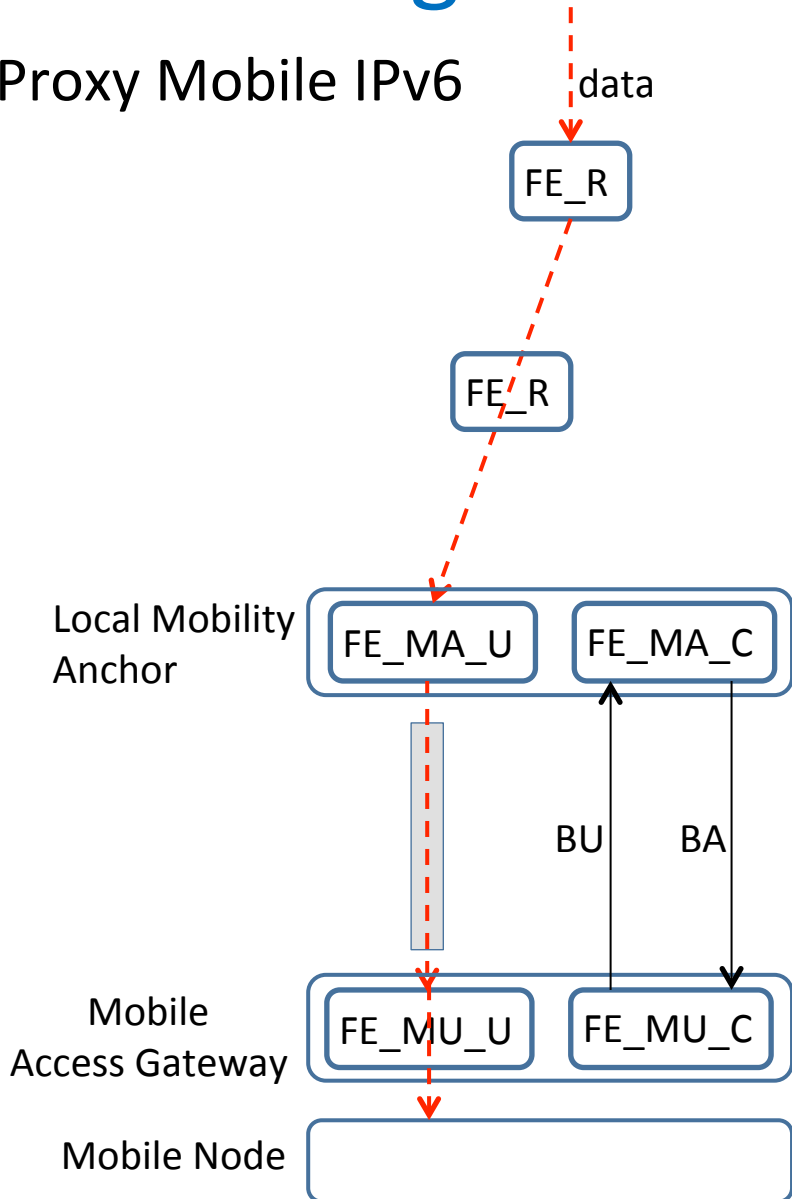 Proxy Mobile IPv6
data
FE_R
FE_R
Local Mobility
Anchor
FE_MA_U
FE_MA_C
BU
BA
Mobile
Access Gateway
FE_MU_U
FE_MU_C
Mobile Node